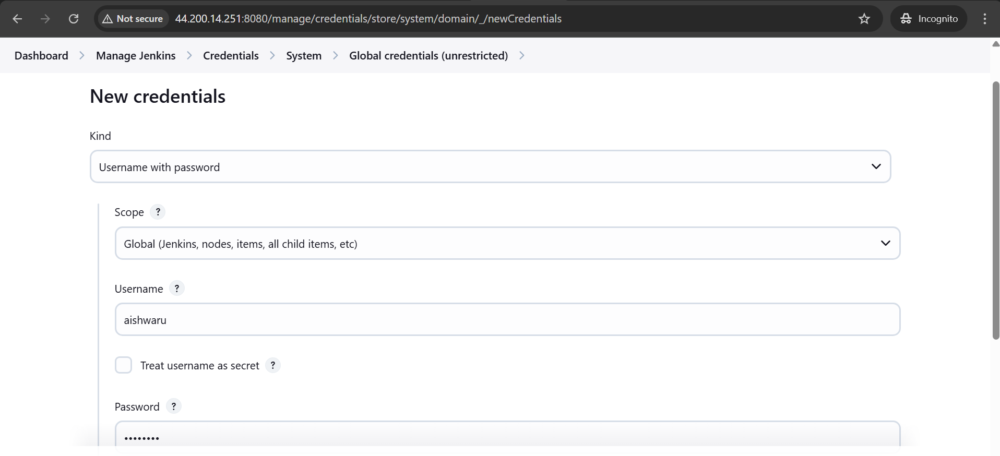 Not secure 44.200.14.251:8080/manage/credentials/store/system/domain/_/newCredentials Incognito
Dashboard > Manage Jenkins > Credentials > System > Global credentials (unrestricted) >
New credentials
Kind
Username with password
Scope ?
Global (Jenkins, nodes, items, all child items, etc)
Username ?
aishwaru
Treat username as secret ?
Password ?
••••••••